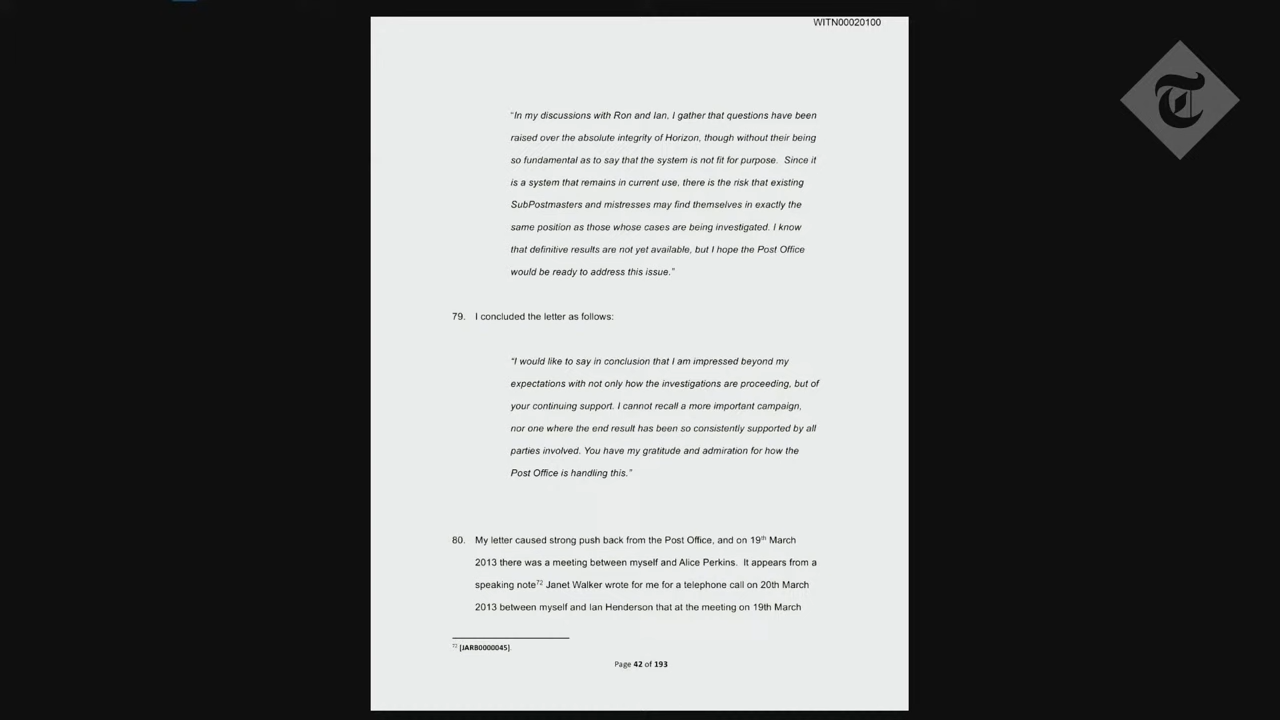 WITN00020100
“In my discussions with Ron and Ian, I gather that questions have been
raised over the absolute integrity of Horizon, though without their being
so fundamental as to say that the system is not fit for purpose.  Since it
is a system that remains in current use, there is the risk that existing
SubPostmasters and mistresses may find themselves in exactly the
same position as those whose cases are being investigated. I know
that definitive results are not yet available, but I hope the Post Office
would be ready to address this issue.”
79. I concluded the letter as follows:
“I would like to say in conclusion that I am impressed beyond my
expectations with not only how the investigations are proceeding, but of
your continuing support. I cannot recall a more important campaign,
nor one where the end result has been so consistently supported by all
parties involved. You have my gratitude and admiration for how the
Post Office is handling this.”
80. My letter caused strong push back from the Post Office, and on 19th March
2013 there was a meeting between myself and Alice Perkins.  It appears from a
speaking note72 Janet Walker wrote for me for a telephone call on 20th March
2013 between myself and Ian Henderson that at the meeting on 19th March
72 [JARB0000045]
Page 42 of 193
T